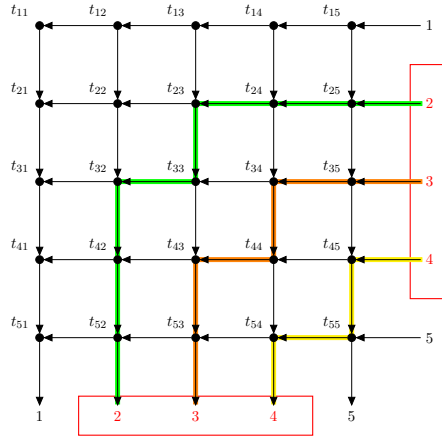 t₁₁ t₁₂ t₁₃ t₁₄ t₁₅
1
t₂₁ t₂₂ t₂₃ t₂₄ t₂₅
2
t₃₁ t₃₂ t₃₃ t₃₄ t₃₅
3
t₄₁ t₄₂ t₄₃ t₄₄ t₄₅
4
t₅₁ t₅₂ t₅₃ t₅₄ t₅₅
5
1 2 3 4 5